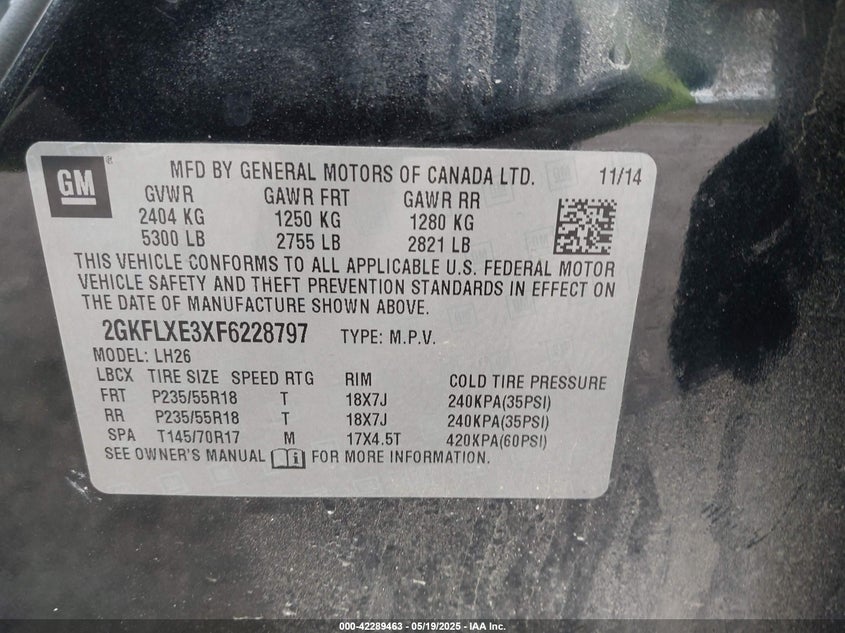 GM
MFD BY GENERAL MOTORS OF CANADA LTD. 11/14
GVWR GAWR FRT GAWR RR
2404 KG 1250 KG 1280 KG
5300 LB 2755 LB 2821 LB
THIS VEHICLE CONFORMS TO ALL APPLICABLE U.S. FEDERAL MOTOR
VEHICLE SAFETY AND THEFT PREVENTION STANDARDS IN EFFECT ON
THE DATE OF MANUFACTURE SHOWN ABOVE.
2GKFLXE3XF6228797 TYPE: M.P.V.
MODEL: LH26
LBCX TIRE SIZE SPEED RTG RIM COLD TIRE PRESSURE
FRT P235/55R18 T 18X7J 240KPA(35PSI)
RR P235/55R18 T 18X7J 240KPA(35PSI)
SPA T145/70R17 M 17X4.5T 420KPA(60PSI)
SEE OWNER'S MANUAL FOR MORE INFORMATION.
000-42289463 - 05/19/2025 - IAA Inc.